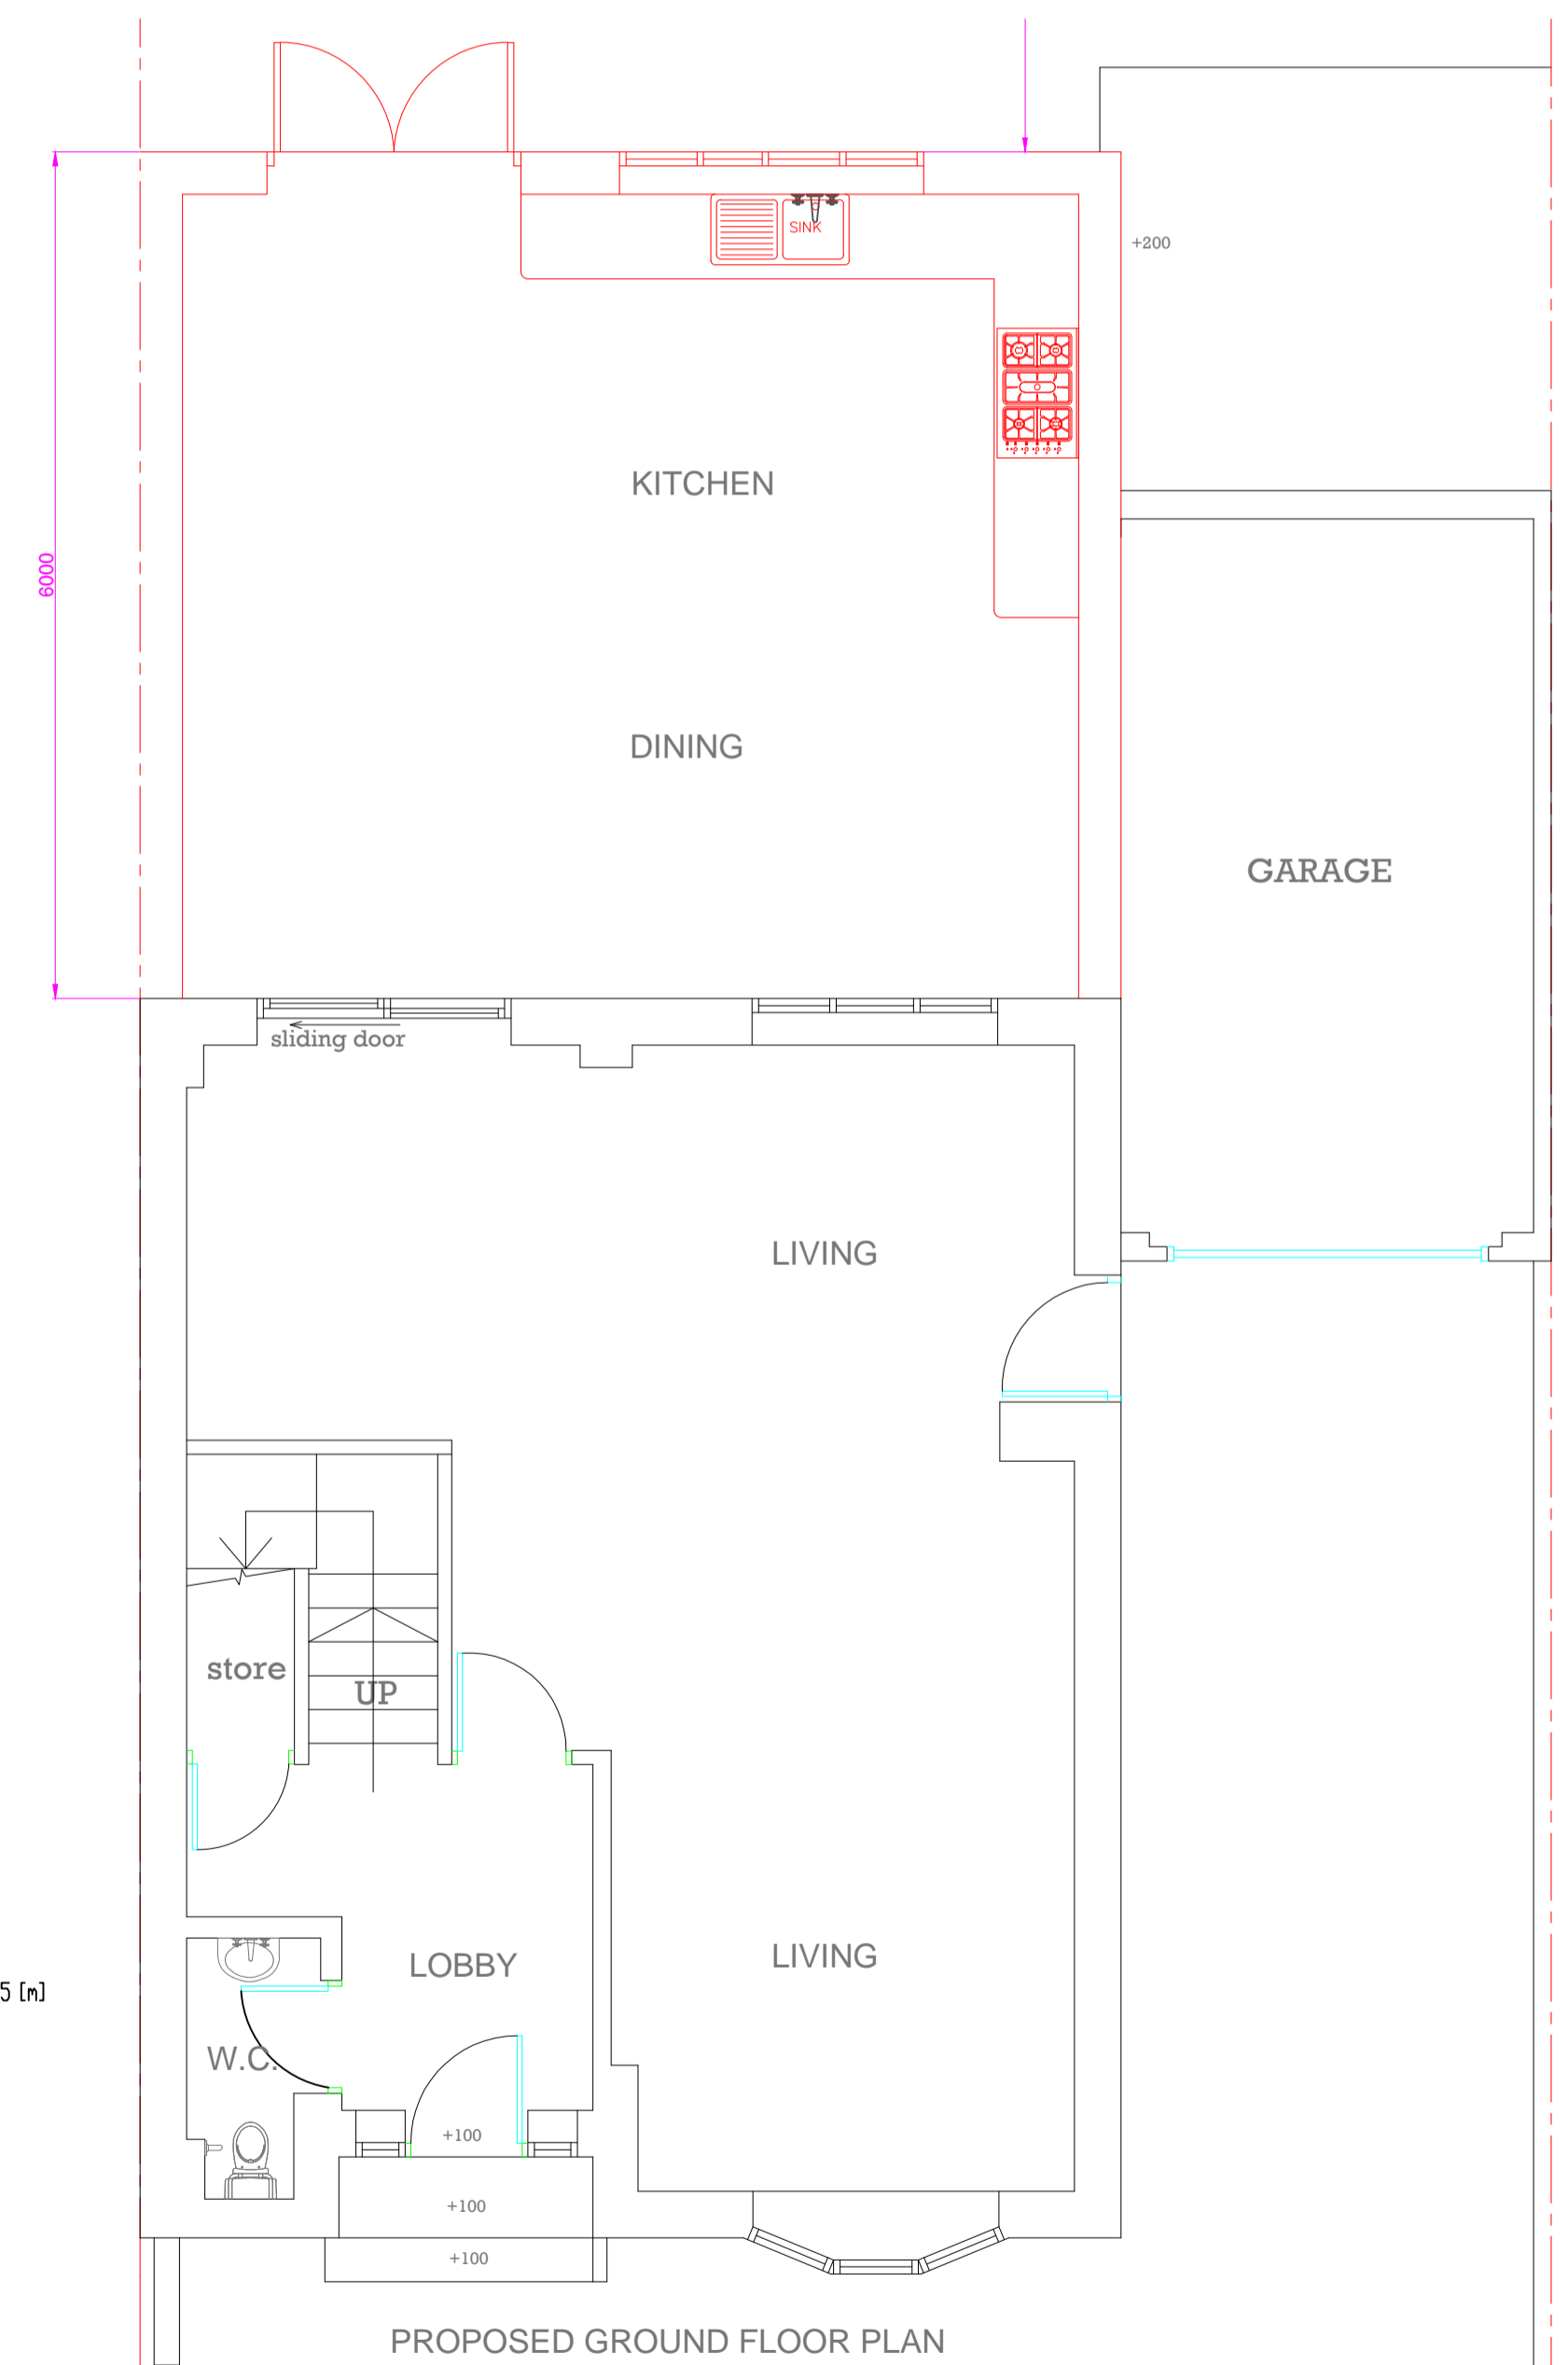 SINK
+200
KITCHEN
6000
DINING
GARAGE
sliding door
LIVING
store
UP
LOBBY
LIVING
5 [m]
W.C.
+100
+100
+100
PROPOSED GROUND FLOOR PLAN